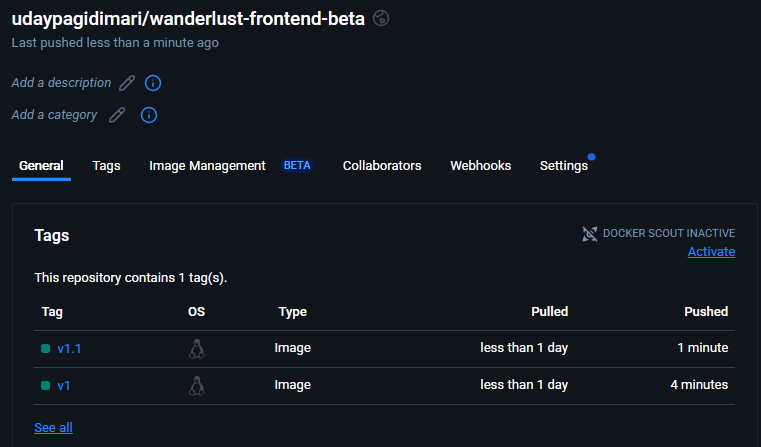 udaypagidimari/wanderlust-frontend-beta
Last pushed less than a minute ago
Add a description
Add a category
General Tags Image Management BETA Collaborators Webhooks Settings
Tags
DOCKER SCOUT INACTIVE
Activate
This repository contains 1 tag(s).
Tag OS Type Pulled Pushed
v1.1 Image less than 1 day 1 minute
v1 Image less than 1 day 4 minutes
See all